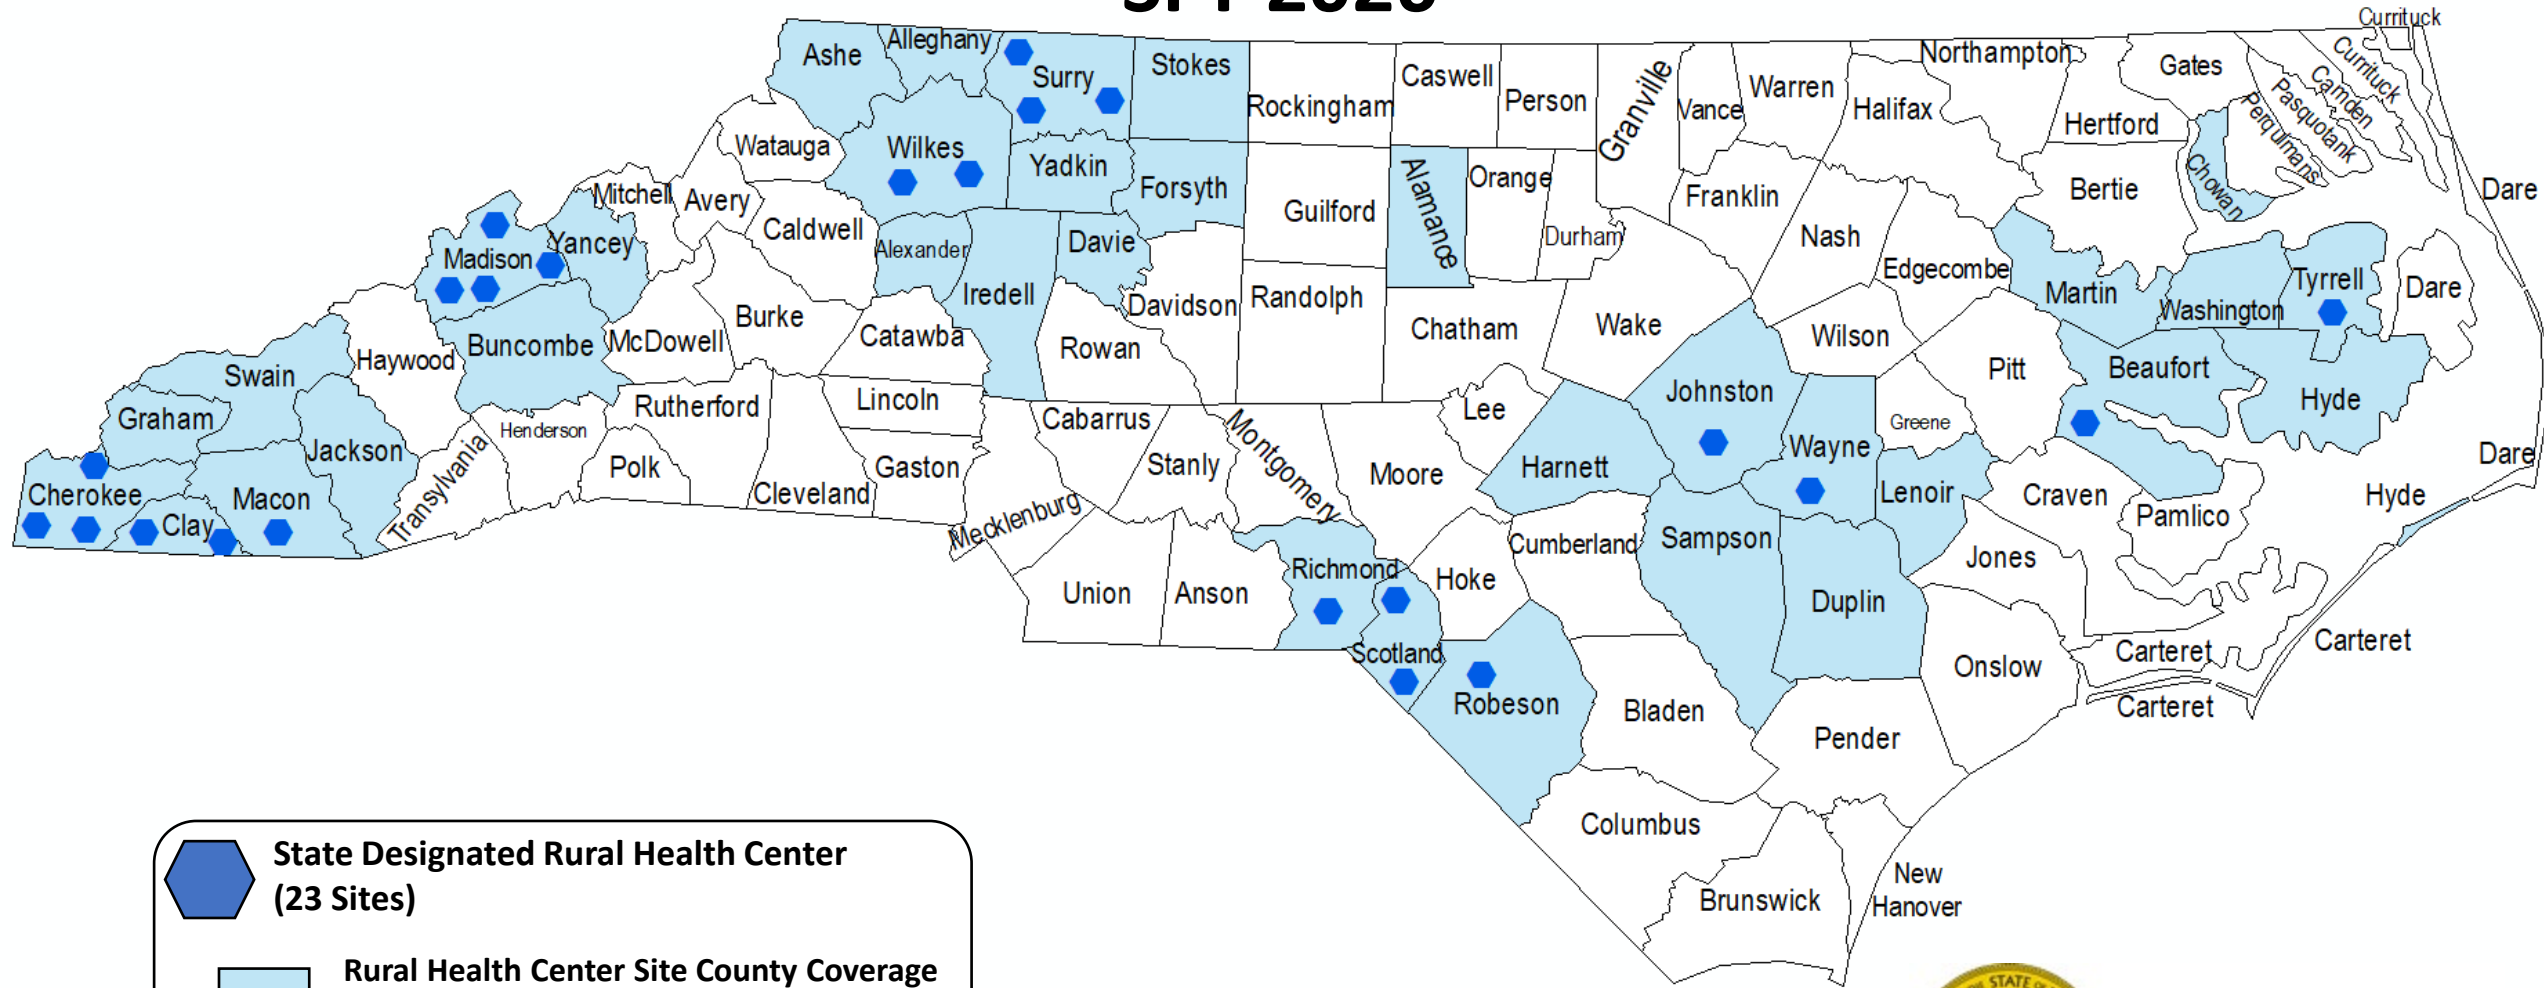 SFY 2020
Currituck
Ashe
Alleghany
Surry
Stokes
Rockingham
Caswell
Person
Granville
Vance
Warren
Northampton
Halifax
Gates
Hertford
Currituck
Camden
Pasquotank
Perquimans
Chowan
Watauga
Wilkes
Yadkin
Forsyth
Guilford
Alamance
Orange
Durham
Franklin
Nash
Edgecombe
Bertie
Dare
Mitchell
Avery
Caldwell
Alexander
Iredell
Davie
Davidson
Randolph
Chatham
Wake
Wilson
Martin
Washington
Tyrrell
Dare
Madison
Yancey
Buncombe
McDowell
Burke
Catawba
Rowan
Johnston
Pitt
Beaufort
Hyde
Swain
Haywood
Graham
Jackson
Rutherford
Lincoln
Cabarrus
Montgomery
Lee
Harnett
Wayne
Greene
Henderson
Transylvania
Polk
Cleveland
Gaston
Stanly
Moore
Lenoir
Craven
Pamlico
Hyde
Dare
Cherokee
Clay
Macon
Mecklenburg
Union
Anson
Richmond
Hoke
Cumberland
Sampson
Duplin
Jones
Scotland
Robeson
Bladen
Onslow
Carteret
Carteret
Carteret
Pender
Columbus
Brunswick
New
Hanover
State Designated Rural Health Center
(23 Sites)
Rural Health Center Site County Coverage
STATE OF